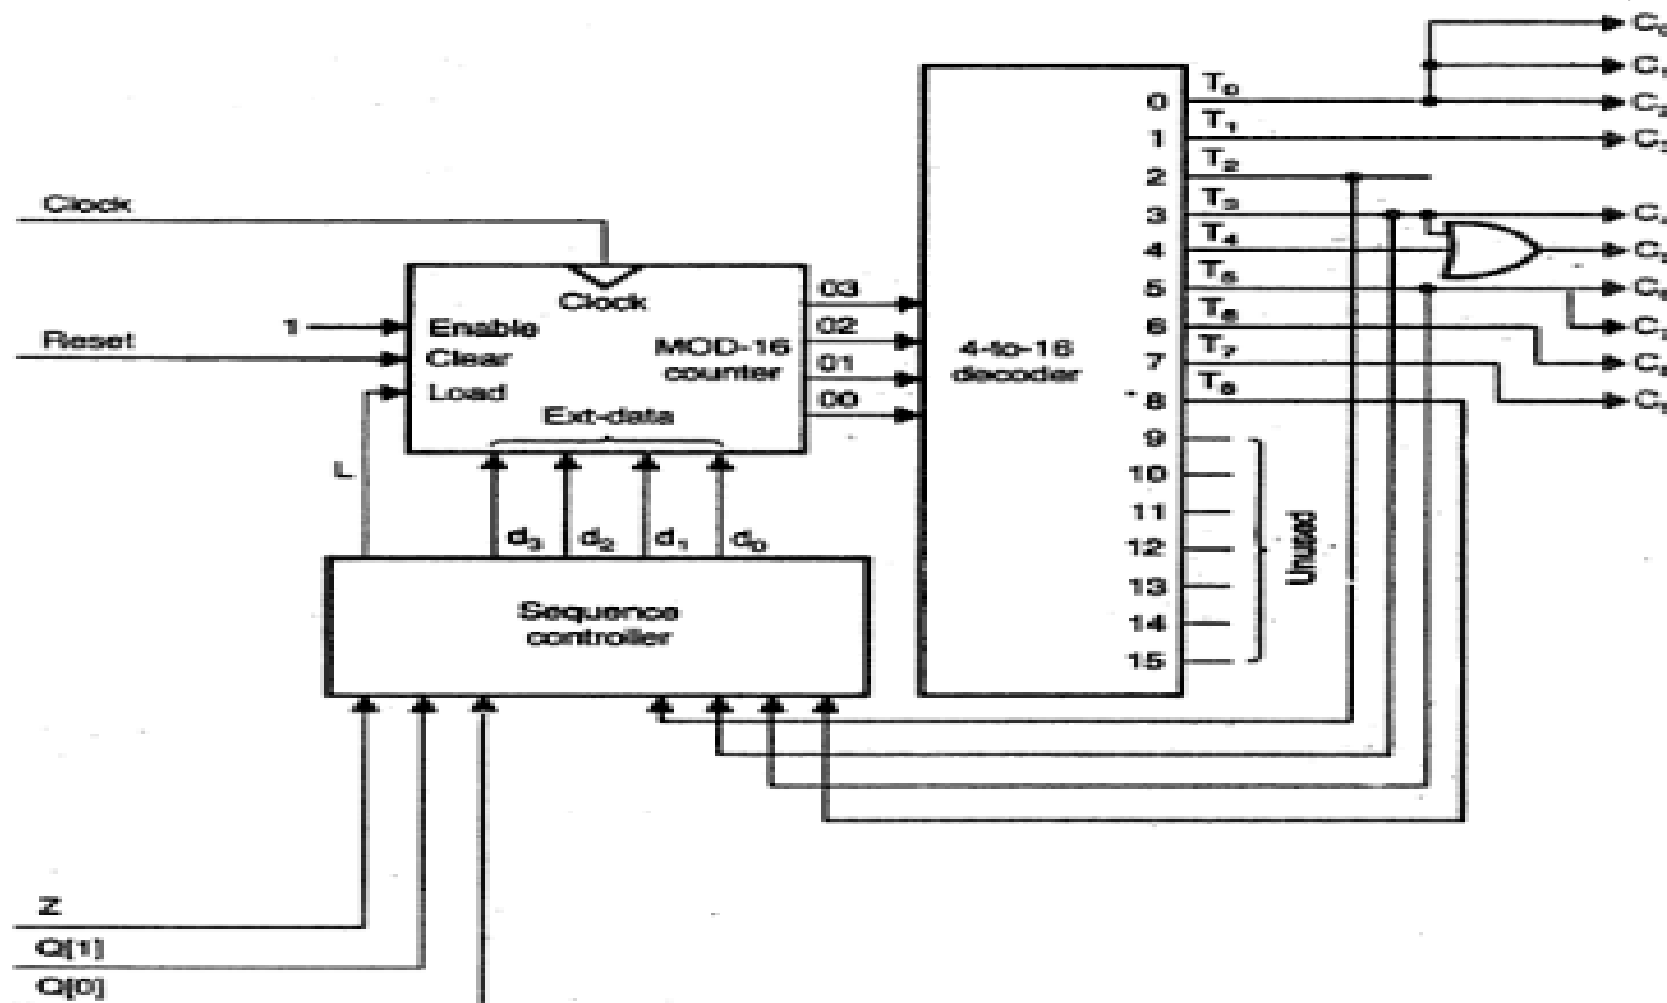 Clock
Reset
1
Enable
Clear
Load
Clock
MOD-16
counter
Ext-data
03
02
01
00
L
d3
d2
d1
d0
Sequence
controller
4-to-16
decoder
0
1
2
3
4
5
6
7
8
9
10
11
12
13
14
15
T0
T1
T2
T3
T4
T5
T6
T7
T8
Unused
C2
Z
Q[1]
Q[0]